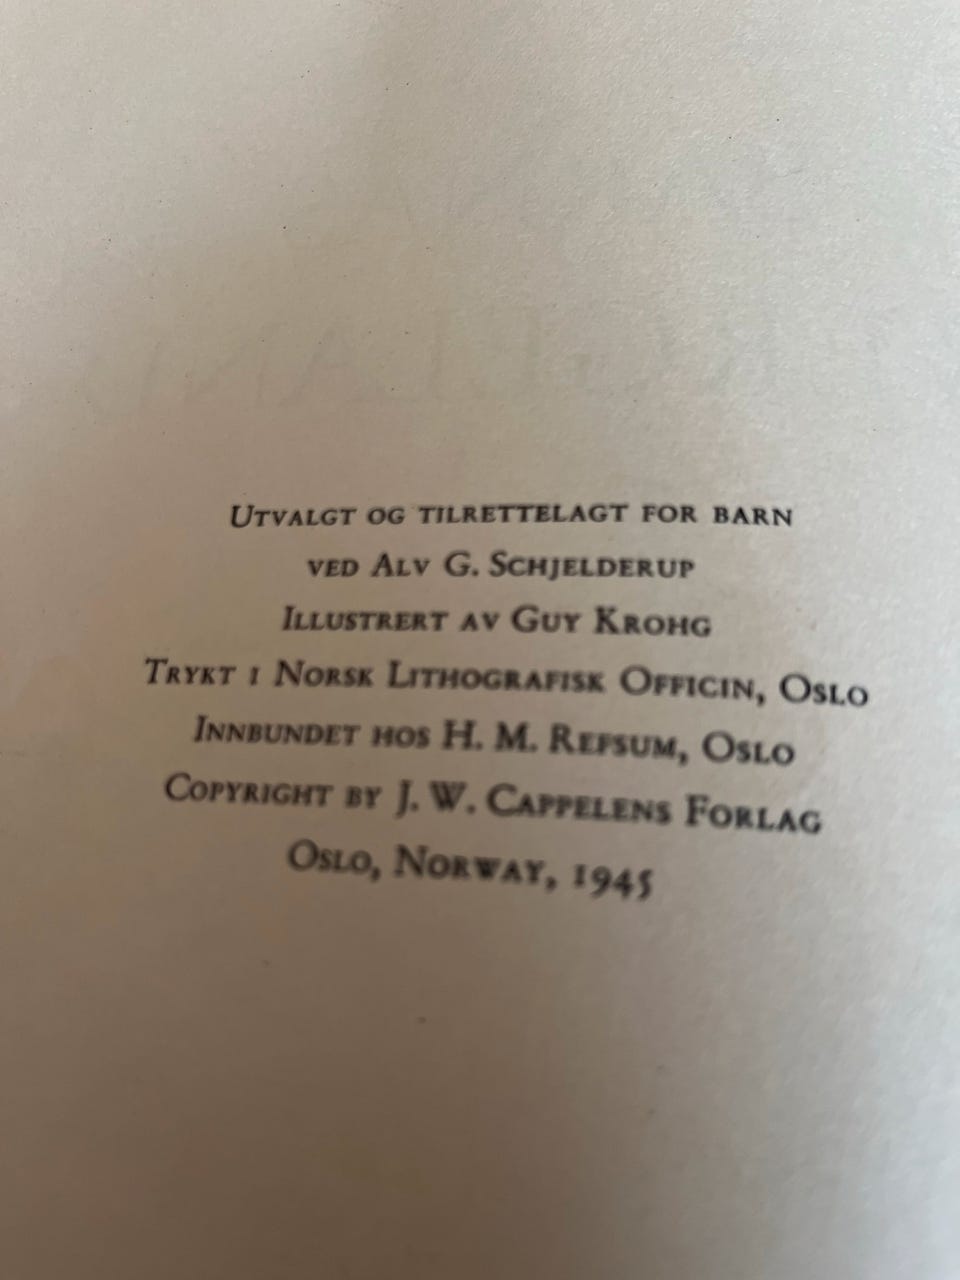 Utvalgt og tilrettelagt for barn
ved Alv G. Schjelderup
Illustrert av Guy Krohg
Trykt i Norsk Lithografisk Officin, Oslo
Innbundet hos H. M. Refsum, Oslo
Copyright by J. W. Cappelens Forlag
Oslo, Norway, 1945